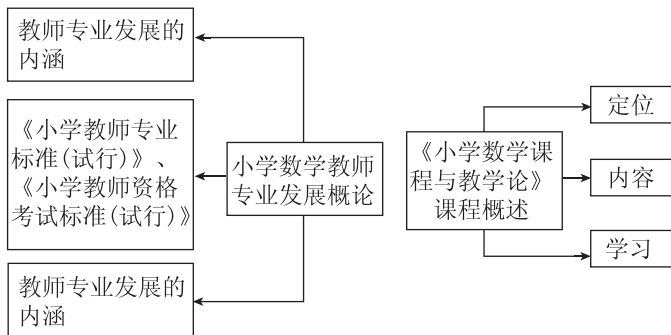 教师专业发展的
内涵
《小学教师专业
标准(试行)》、
《小学教师资格
考试标准(试行)》
教师专业发展的
内涵
小学数学教师
专业发展概论
《小学数学课
程与教学论》
课程概述
定位
内容
学习